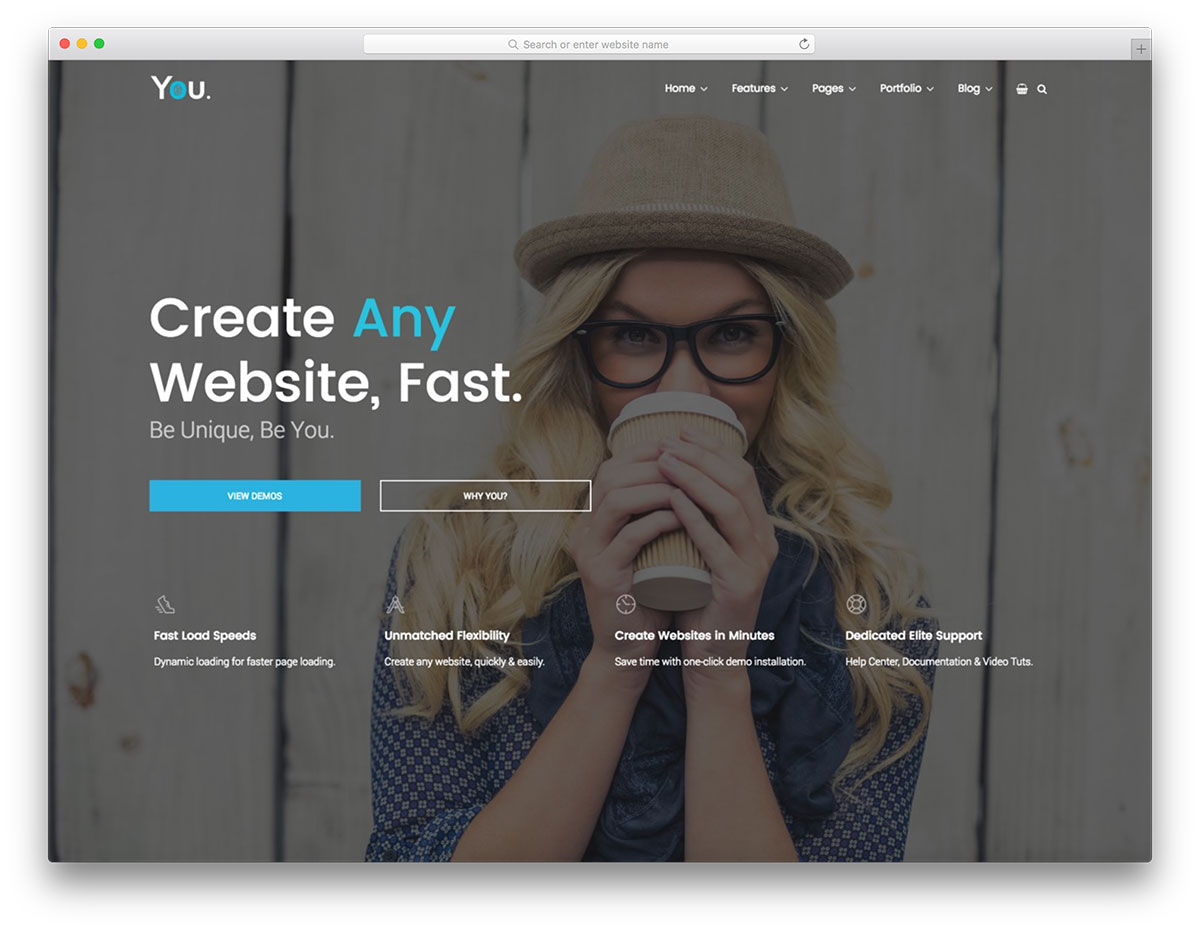 Search or enter website name
You.
Home Features Pages Portfolio Blog
Create Any
Website, Fast.
Be Unique, Be You.
VIEW DEMOS WHY YOU?
Fast Load Speeds Unmatched Flexibility Create Websites in Minutes Dedicated Elite Support
Dynamic loading for faster page loading. Create any website, quickly & easily. Save time with one-click demo installation. Help Center, Documentation & Video Tuts.